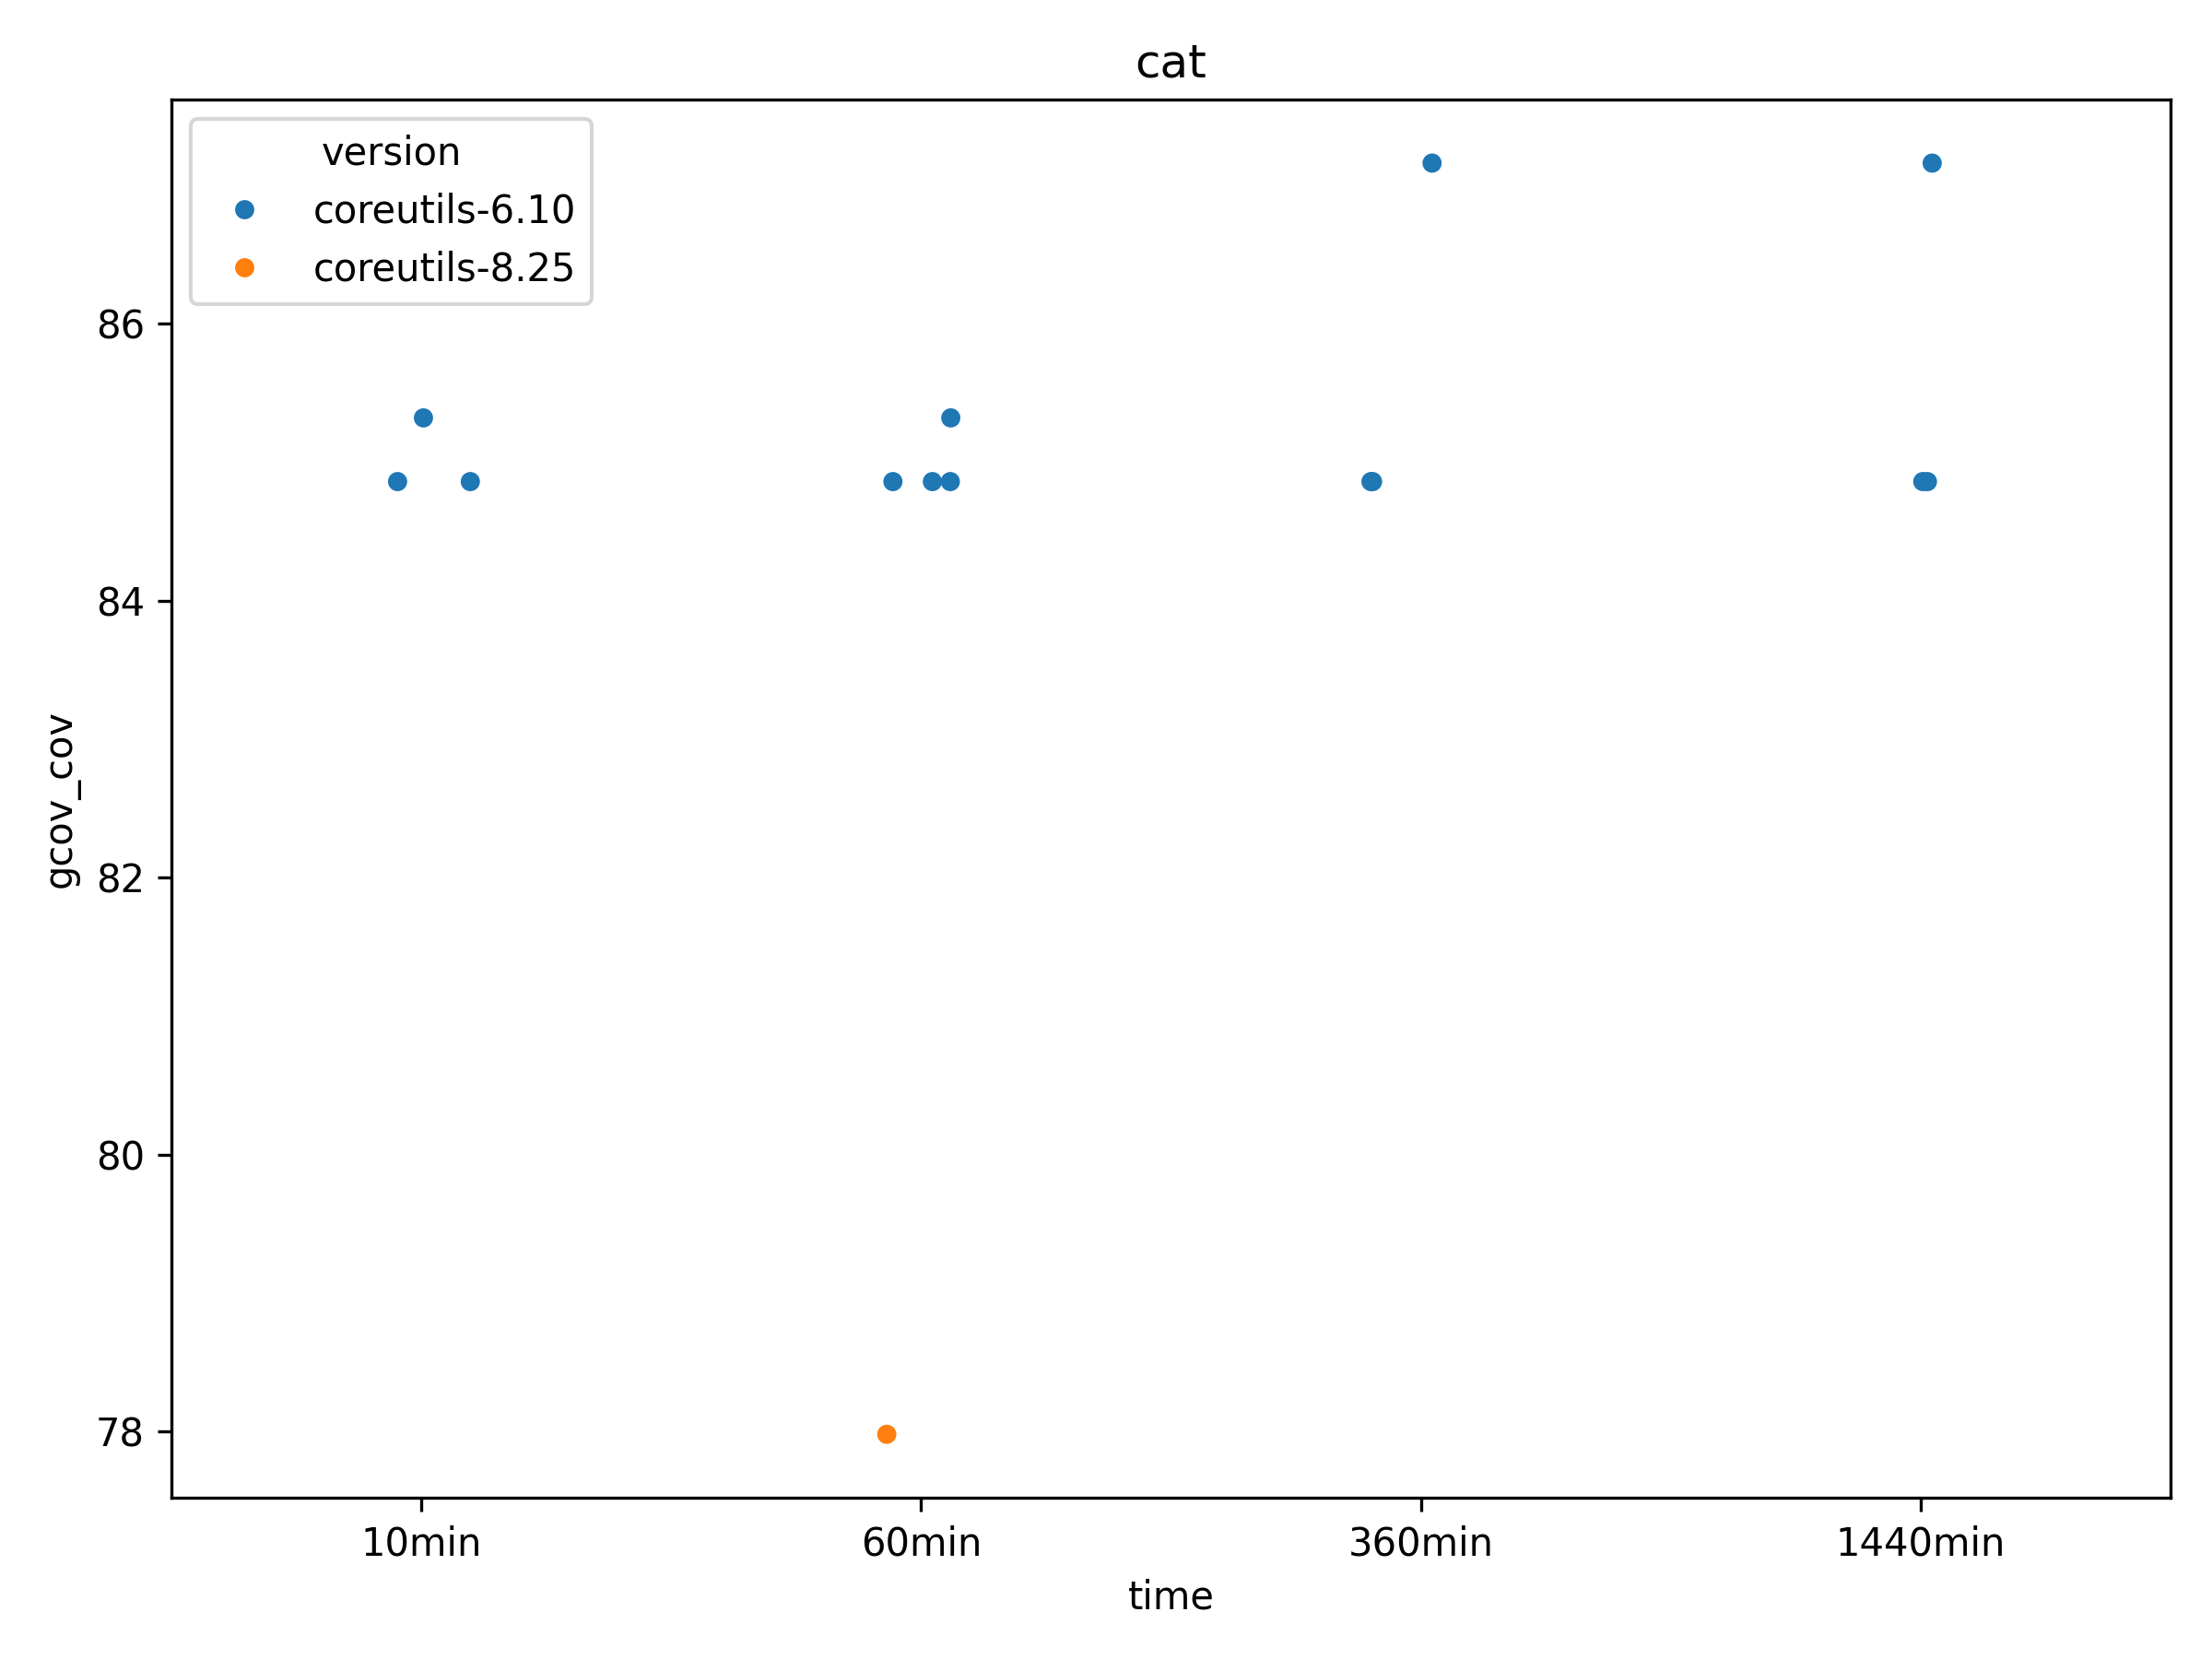 cat
version
coreutils-6.10
coreutils-8.25
86
84
82
80
78
gcov_cov
10min
60min
360min
1440min
time